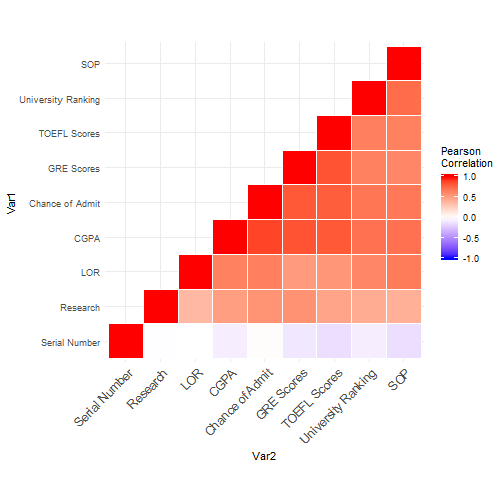 SOP
University Ranking
TOEFL Scores
GRE Scores
Chance of Admit
CGPA
LOR
Research
Serial Number
Var1
Serial Number
Research
LOR
CGPA
Chance of Admit
GRE Scores
TOEFL Scores
University Ranking
SOP
Var2
Pearson
Correlation
1.0
0.5
0.0
-0.5
-1.0